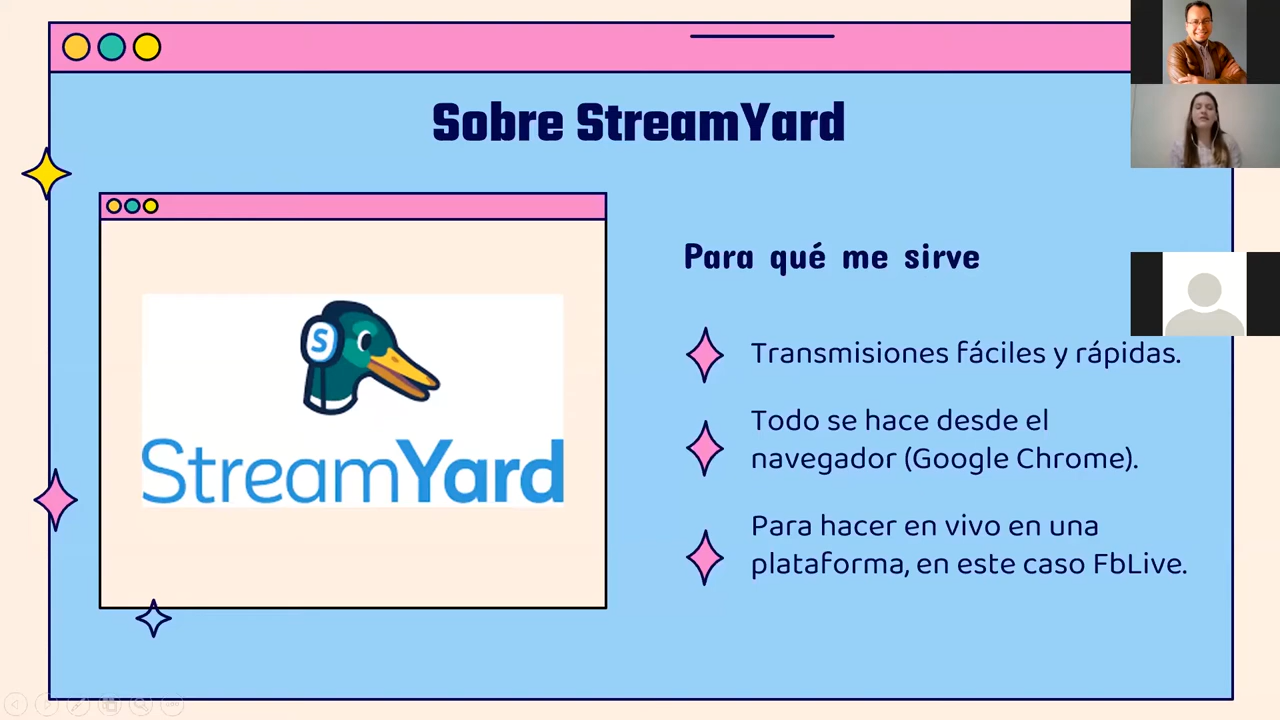 Sobre StreamYard
S
StreamYard
Para qué me sirve
Transmisiones fáciles y rápidas.
Todo se hace desde el
navegador (Google Chrome).
Para hacer en vivo en una
plataforma, en este caso FbLive.